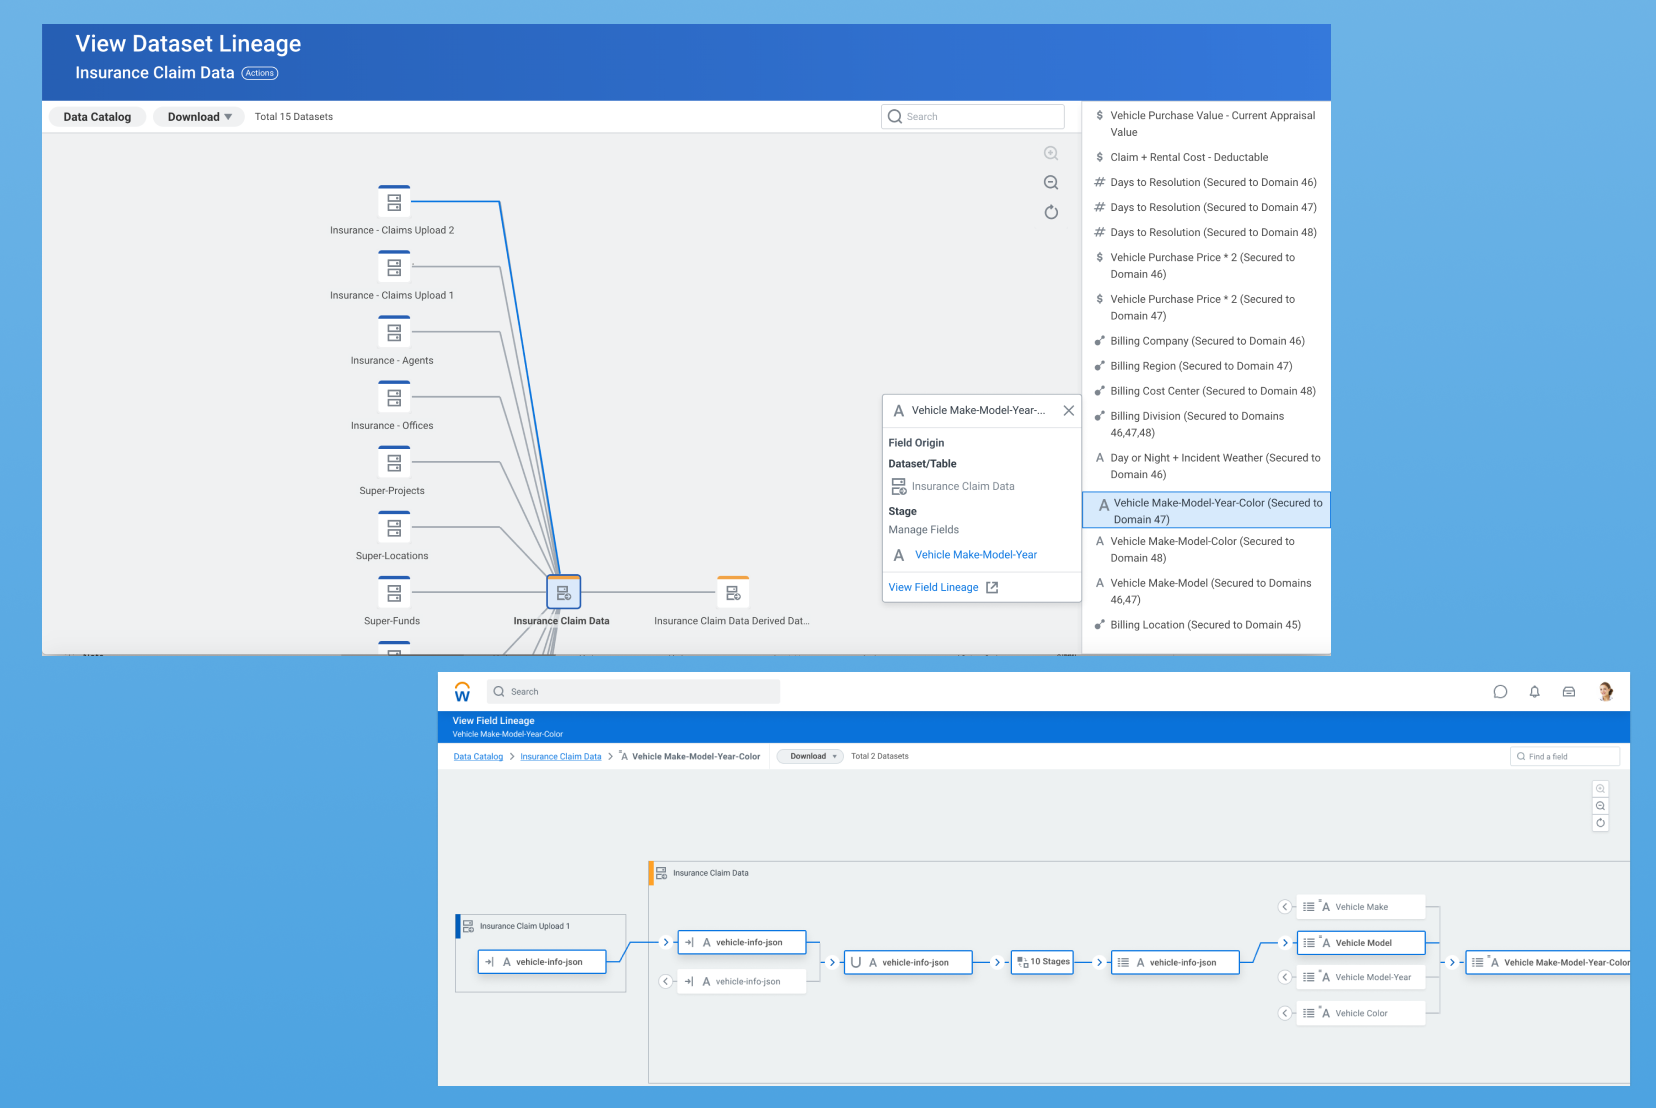 View Dataset Lineage
Insurance Claim Data Actions
Data Catalog Download Total 15 Datasets Search
Insurance - Claims Upload 2
Insurance - Claims Upload 1
Insurance - Agents
Insurance - Offices
Super-Projects
Super-Locations
Super-Funds
Insurance Claim Data
Insurance Claim Data Derived Dat...
A Vehicle Make-Model-Year-...
Field Origin
Dataset/Table
Insurance Claim Data
Stage
Manage Fields
A Vehicle Make-Model-Year
View Field Lineage
$ Vehicle Purchase Value - Current Appraisal
Value
$ Claim + Rental Cost - Deductable
# Days to Resolution (Secured to Domain 46)
# Days to Resolution (Secured to Domain 47)
# Days to Resolution (Secured to Domain 48)
$ Vehicle Purchase Price * 2 (Secured to
Domain 46)
$ Vehicle Purchase Price * 2 (Secured to
Domain 47)
Billing Company (Secured to Domain 46)
Billing Region (Secured to Domain 47)
Billing Cost Center (Secured to Domain 48)
Billing Division (Secured to Domains
46,47,48)
A Day or Night + Incident Weather (Secured to
Domain 46)
A Vehicle Make-Model-Year-Color (Secured to
Domain 47)
A Vehicle Make-Model-Color (Secured to
Domain 48)
A Vehicle Make-Model (Secured to Domains
46,47)
Billing Location (Secured to Domain 45)
W Search
View Field Lineage
Vehicle Make-Model-Year-Color
Data Catalog > Insurance Claim Data > =A Vehicle Make-Model-Year-Color Download Total 2 Datasets Find a field
Insurance Claim Upload 1
A vehicle-info-json
Insurance Claim Data
A vehicle-info-json
A vehicle-info-json
A vehicle-info-json
10 Stages
A vehicle-info-json
=A Vehicle Make
=A Vehicle Model
=A Vehicle Model-Year
=A Vehicle Color
=A Vehicle Make-Model-Year-Color